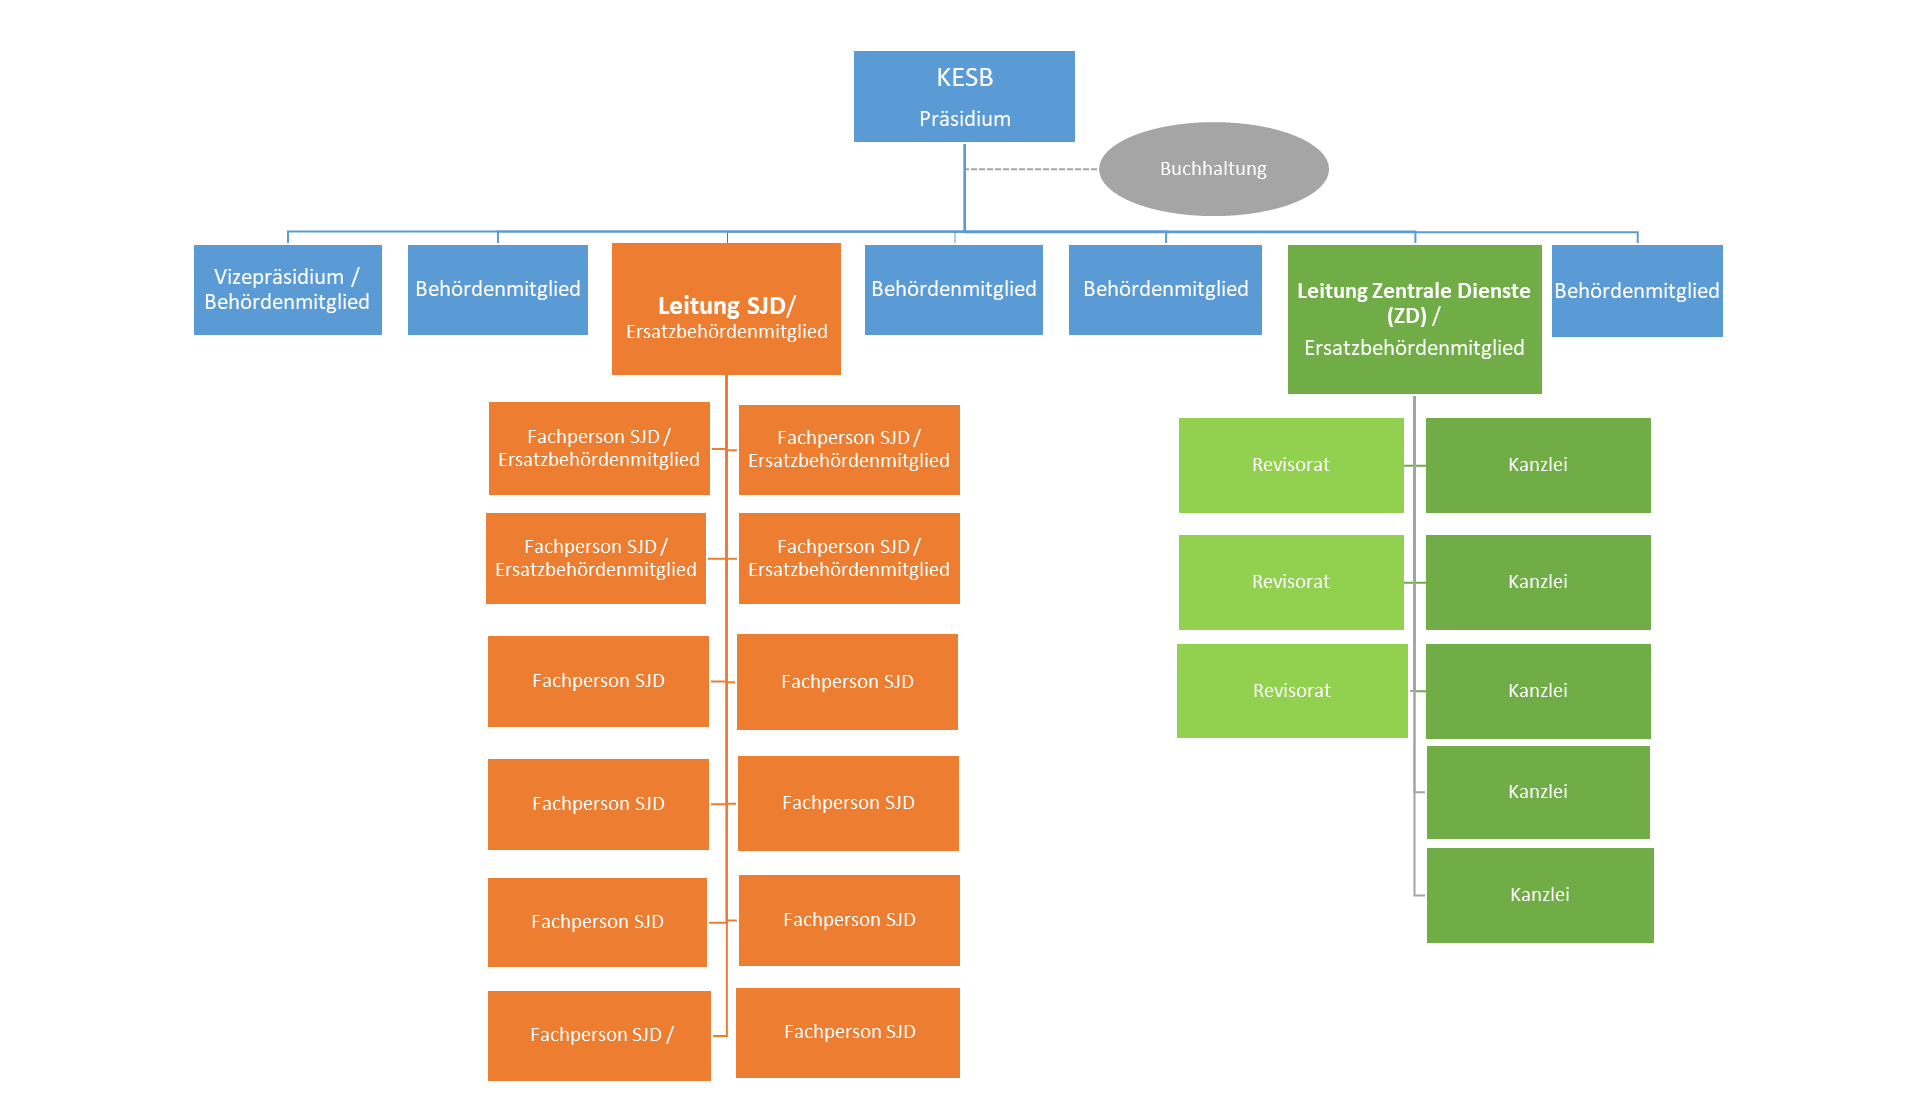 KESB
Präsidium
Buchhaltung
Vizepräsidium /
Behördenmitglied
Behördenmitglied
Leitung SJD/
Ersatzbehördenmitglied
Behördenmitglied
Behördenmitglied
Leitung Zentrale Dienste
(ZD) /
Ersatzbehördenmitglied
Behördenmitglied
Fachperson SJD /
Ersatzbehördenmitglied
Fachperson SJD /
Ersatzbehördenmitglied
Fachperson SJD /
Ersatzbehördenmitglied
Fachperson SJD /
Ersatzbehördenmitglied
Fachperson SJD
Fachperson SJD
Fachperson SJD
Fachperson SJD
Fachperson SJD
Fachperson SJD
Fachperson SJD /
Fachperson SJD
Revisorat
Kanzlei
Revisorat
Kanzlei
Revisorat
Kanzlei
Kanzlei
Kanzlei